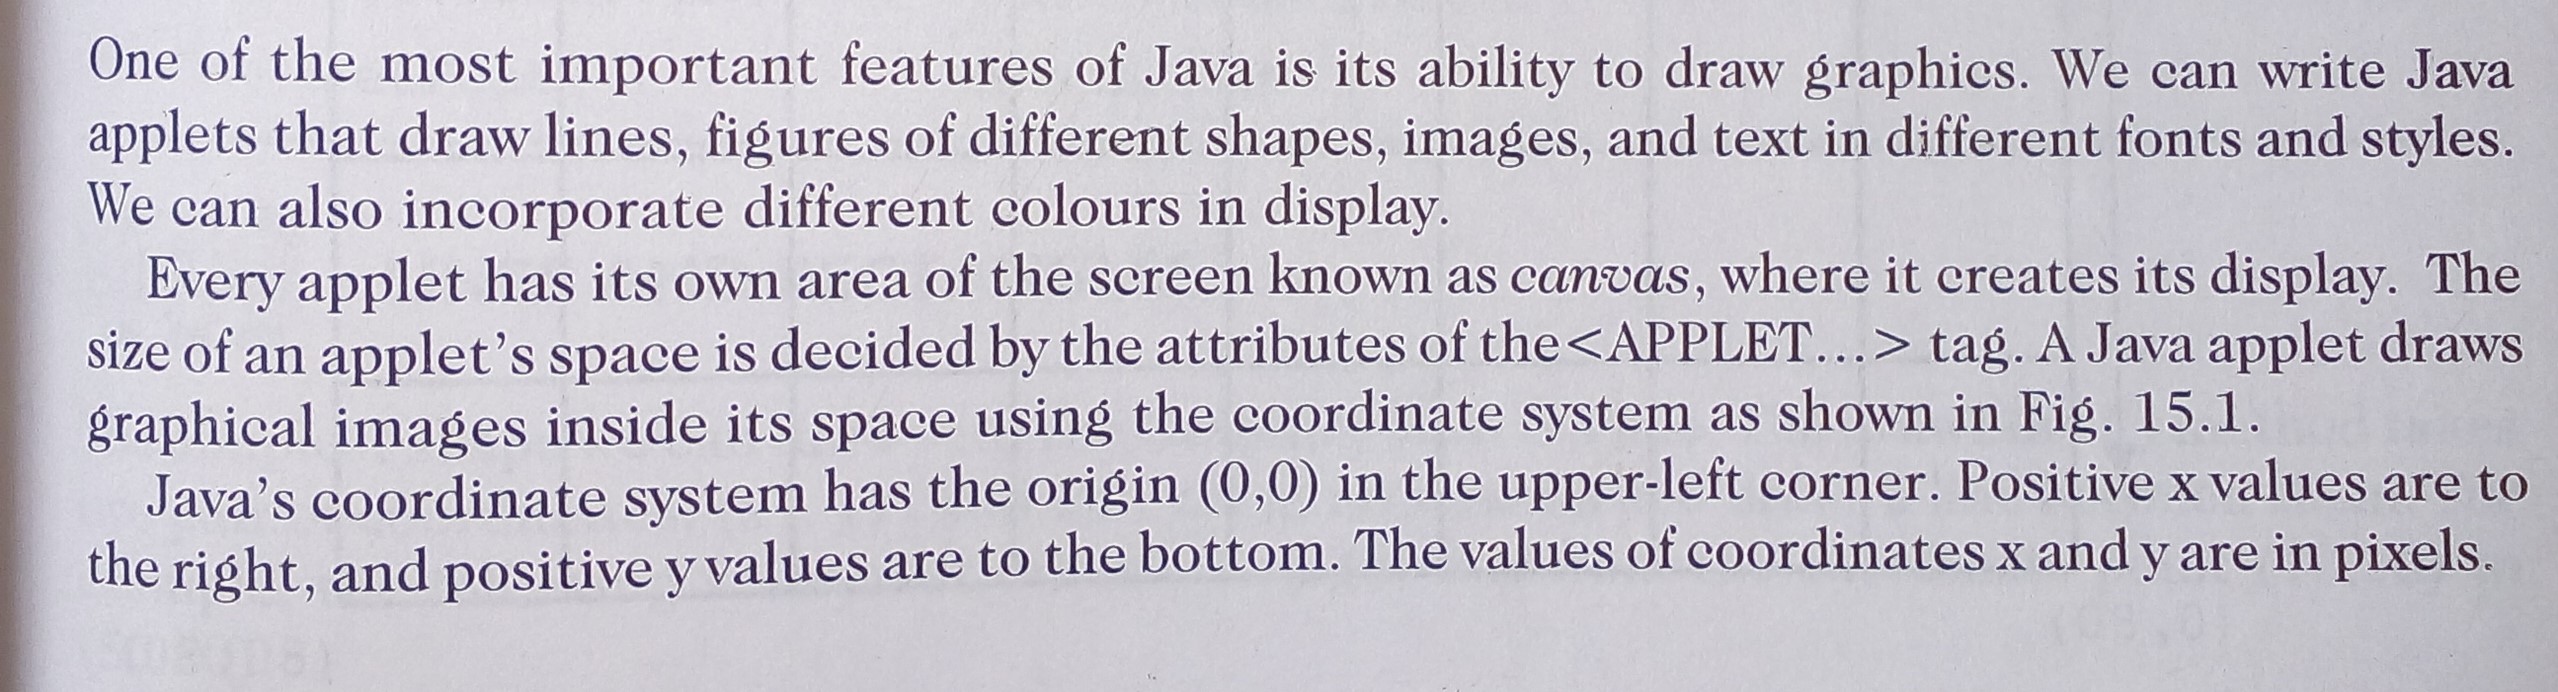 One of the most important features of Java is its ability to draw graphics. We can write Java
applets that draw lines, figures of different shapes, images, and text in different fonts and styles.
We can also incorporate different colours in display.
Every applet has its own area of the screen known as canvas, where it creates its display. The
size of an applet's space is decided by the attributes of the<APPLET...> tag. A Java applet draws
graphical images inside its space using the coordinate system as shown in Fig. 15.1.
Java's coordinate system has the origin (0,0) in the upper-left corner. Positive x values are to
the right, and positive y values are to the bottom. The values of coordinates x and y are in pixels.